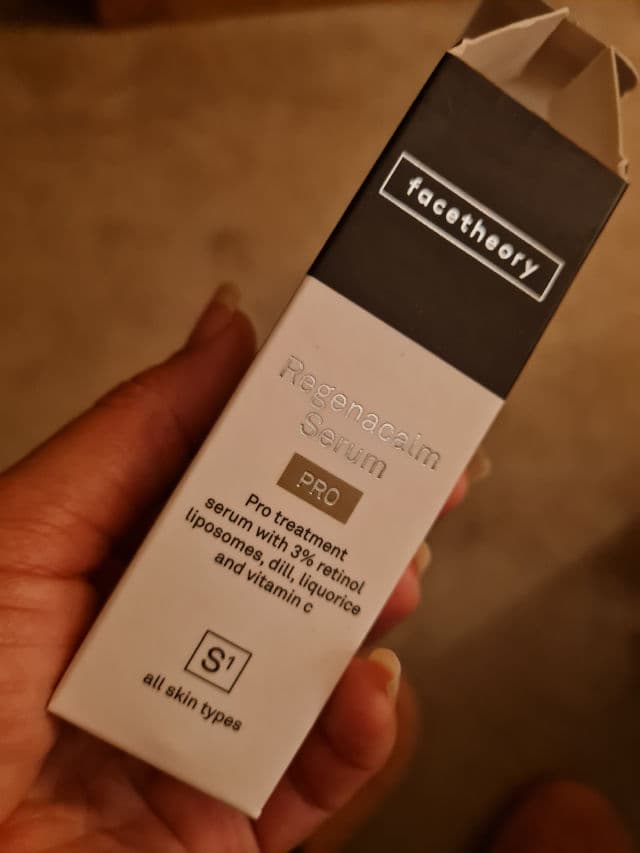 facetheory
Regenacalm
Serum
PRO
Pro treatment
serum with 3% retinol
liposomes, dill, liquorice
and vitamin c
S¹
all skin types